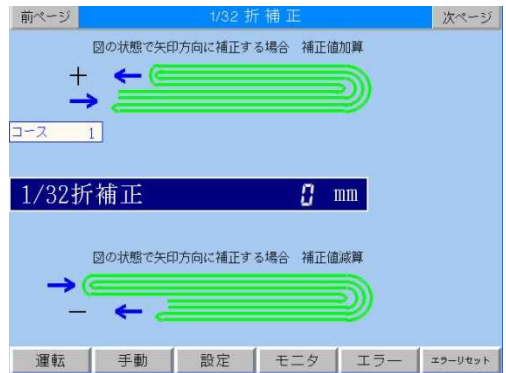 前ページ 1/32 折 補 正 次ページ
図の状態で矢印方向に補正する場合 補正値加算
+
コース 1
1/32折補正 0 mm
図の状態で矢印方向に補正する場合 補正値減算
−
運転 手動 設定 モニタ エラー エラーリセット